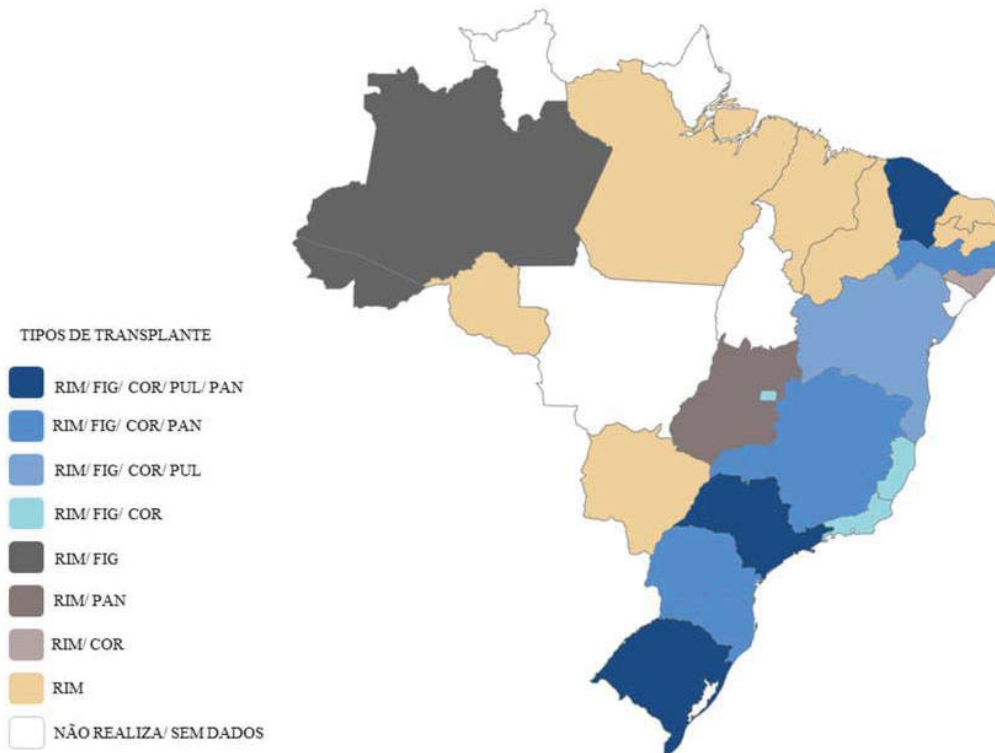 TIPOS DE TRANSPLANTE
RIM/ FIG/ COR/ PUL/ PAN
RIM/ FIG/ COR/ PAN
RIM/ FIG/ COR/ PUL
RIM/ FIG/ COR
RIM/ FIG
RIM/ PAN
RIM/ COR
RIM
NÃO REALIZA/ SEM DADOS